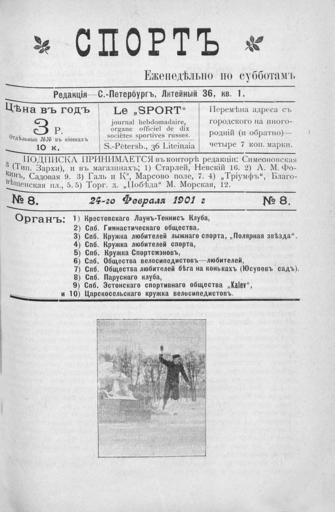 СПОРТЪ
Еженедѣльно по субботамъ
Редакція—С.-Петербургъ, Литейный 36, кв. 1.
Цѣна въ годъ
3 р.
Отдѣльные №№ въ кіоскахъ
10 к.
Le „SPORT“
journal hebdomadaire,
organe officiel de dix
sociétes sportives russes.
S.-Pétersb., 36 Liteinaia
Перемѣна адреса съ
городского на иного-
родній (и обратно)—
четыре 7 коп. марки.
ПОДПИСКА ПРИНИМАЕТСЯ въ конторѣ редакціи: Симеоновская
3 (Тип. Зархи), и въ магазинахъ; 1) Старлей, Невскій 16. 2) А. М. Фо-
кинъ, Садовая 9. 3) Галь и К°, Марсово поле, 7. 4) „Тріумфъ“, Благо-
вѣщенская пл., 5, 5) Торг. д. „Побѣда“ М. Морская, 12.
№ 8.
24-го Февраля 1901 г
№ 8.
Органъ: 1) Крестовскаго Лаунъ-Теннисъ Клуба,
2) Спб. Гимнастическаго общества,
3) Спб. Кружка любителей лыжнаго спорта, „Полярная звѣзда“.
4) Спб. Кружка любителей спорта,
5) Спб. Кружка Спортсменовъ,
6) Спб. Общества велосипедистовъ—любителей,
7) Спб. Общества любителей бѣга на конькахъ (Юсуповъ садъ).
8) Спб. Паруснаго клуба,
9) Спб. Эстонскаго спортивнаго общества „Kalev“,
и 10) Царскосельскаго кружка велосипедистовъ.